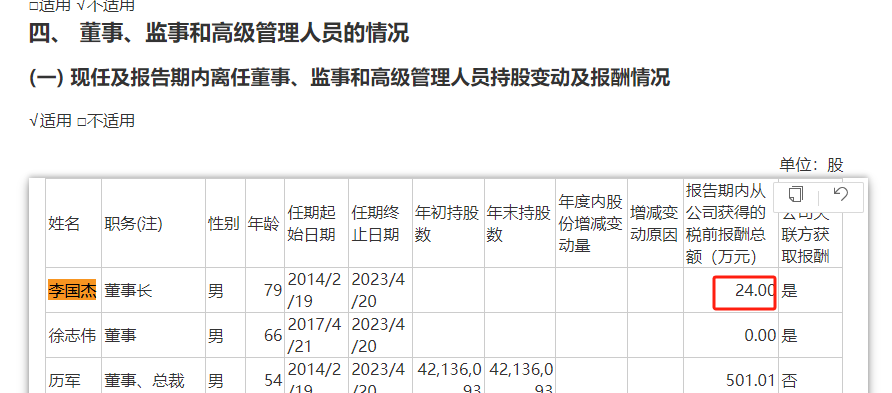 □适用 √不适用
四、 董事、监事和高级管理人员的情况
(一) 现任及报告期内离任董事、监事和高级管理人员持股变动及报酬情况
√适用 □不适用
单位：股
姓名 职务(注) 性别 年龄 任期起始日期 任期终止日期 年初持股数 年末持股数 年度内股份增减变动量 增减变动原因 报告期内从公司获得的税前报酬总额（万元） 联方获取报酬
李国杰 董事长 男 79 2014/2/19 2023/4/20 24.00 是
徐志伟 董事 男 66 2017/4/21 2023/4/20 0.00 是
历军 董事、总裁 男 54 2014/2/19 2023/4/20 42,136,093 42,136,093 501.01 否